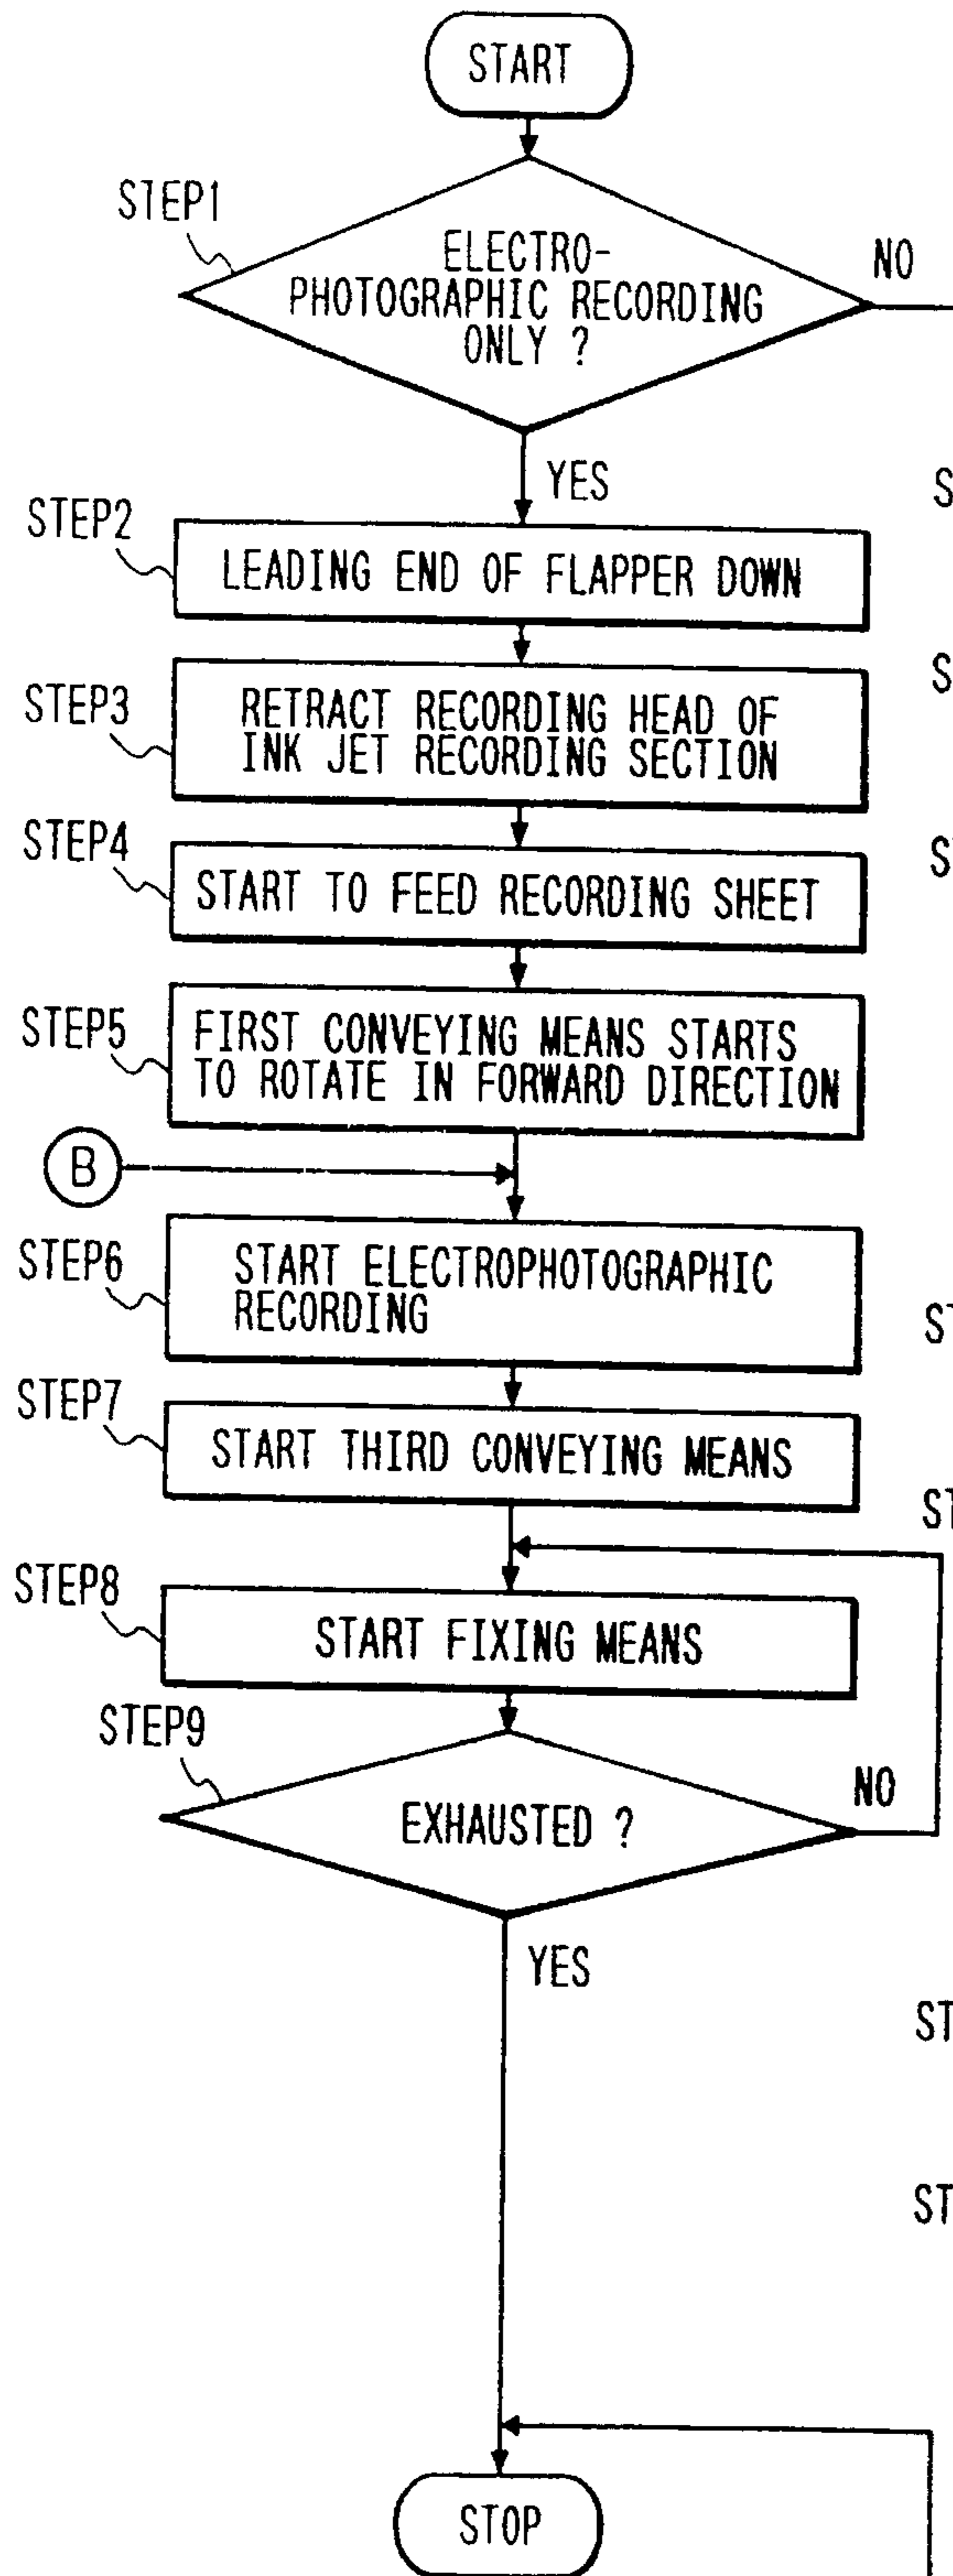 START
STEP1
ELECTRO-
PHOTOGRAPHIC RECORDING
ONLY ?
NO
YES
STEP2
LEADING END OF FLAPPER DOWN
STEP3
RETRACT RECORDING HEAD OF
INK JET RECORDING SECTION
STEP4
START TO FEED RECORDING SHEET
STEP5
FIRST CONVEYING MEANS STARTS
TO ROTATE IN FORWARD DIRECTION
B
STEP6
START ELECTROPHOTOGRAPHIC
RECORDING
STEP7
START THIRD CONVEYING MEANS
STEP8
START FIXING MEANS
STEP9
EXHAUSTED ?
NO
YES
STOP